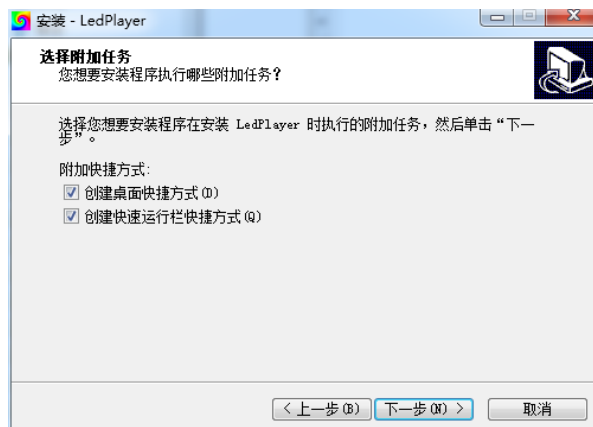 安装 - LedPlayer
选择附加任务
您想要安装程序执行哪些附加任务?
选择您想要安装程序在安装 LedPlayer 时执行的附加任务，然后单击“下一
步”。
附加快捷方式:
创建桌面快捷方式(D)
创建快速运行栏快捷方式(Q)
< 上一步(B) 下一步(N) > 取消